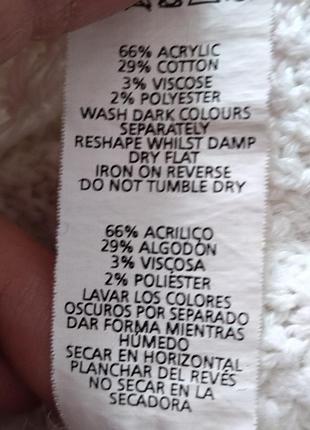 66% ACRYLIC
29% COTTON
3% VISCOSE
2% POLYESTER
WASH DARK COLOURS
SEPARATELY
RESHAPE WHILST DAMP
DRY FLAT
IRON ON REVERSE
DO NOT TUMBLE DRY
66% ACRILICO
29% ALGODÓN
3% VISCOSA
2% POLIÉSTER
LAVAR LOS COLORES
OSCUROS POR SEPARADO
DAR FORMA MIENTRAS
HÚMEDO
SECAR EN HORIZONTAL
PLANCHAR DEL REVÉS
NO SECAR EN LA
SECADORA